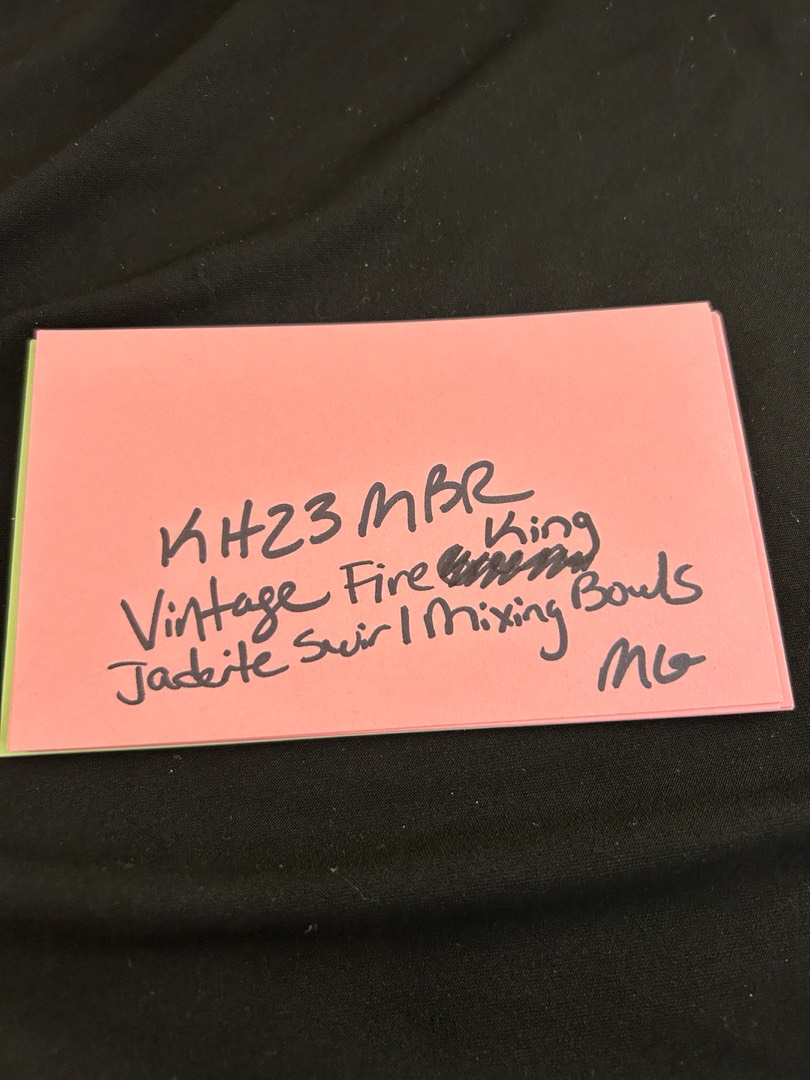 KH23 MBR
Vintage Fire King
Jadeite Swirl Mixing Bowls
MG